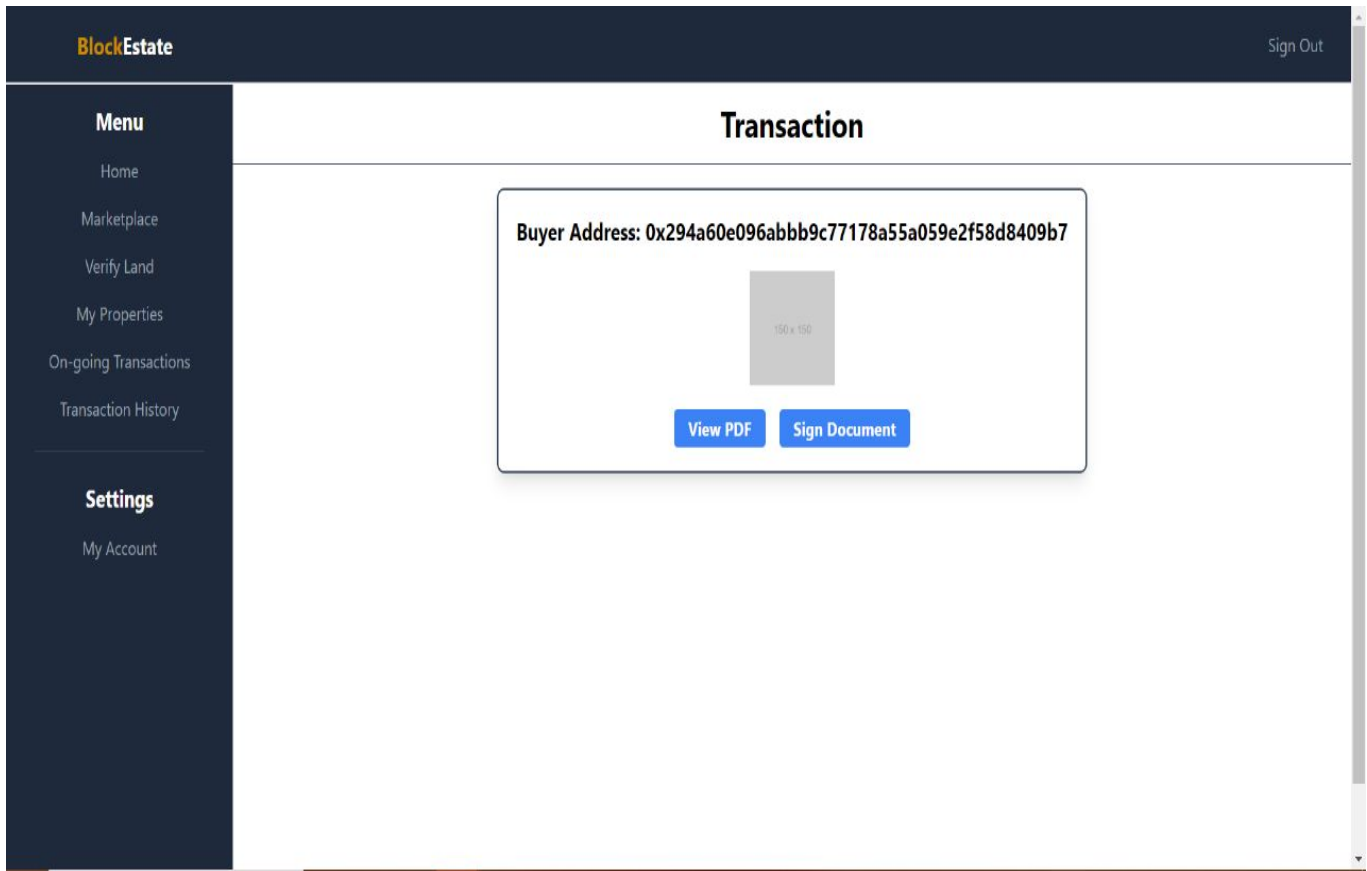 BlockEstate
Sign Out
Menu
Home
Marketplace
Verify Land
My Properties
On-going Transactions
Transaction History
Settings
My Account
Transaction
Buyer Address: 0x294a60e096abbb9c77178a55a059e2f58d8409b7
150 x 150
View PDF
Sign Document